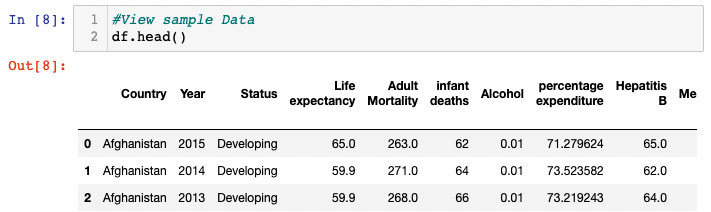 In [8]: 1 #View sample Data
2 df.head()
Out[8]:
Country Year Status Life expectancy Adult Mortality infant deaths Alcohol percentage expenditure Hepatitis B Me
0 Afghanistan 2015 Developing 65.0 263.0 62 0.01 71.279624 65.0
1 Afghanistan 2014 Developing 59.9 271.0 64 0.01 73.523582 62.0
2 Afghanistan 2013 Developing 59.9 268.0 66 0.01 73.219243 64.0